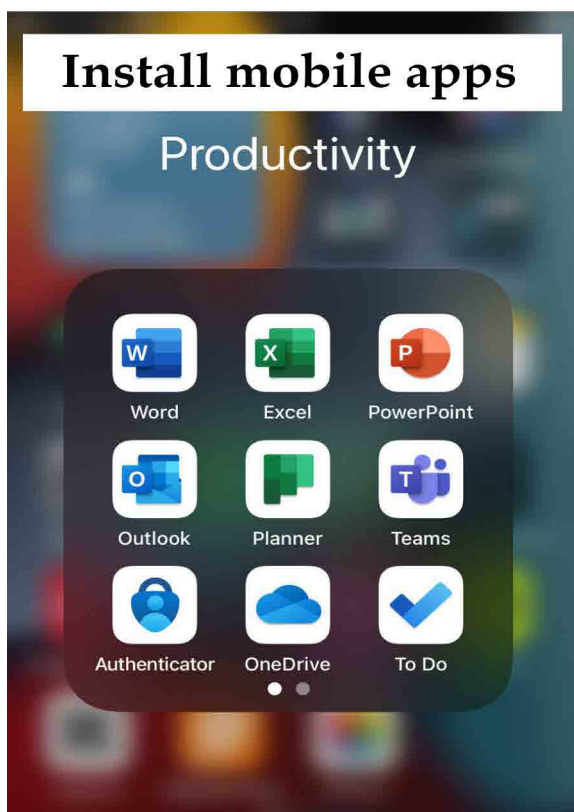 Install mobile apps
Productivity
W
X
P
Word
Excel
PowerPoint
O
T
Outlook
Planner
Teams
Authenticator
OneDrive
To Do